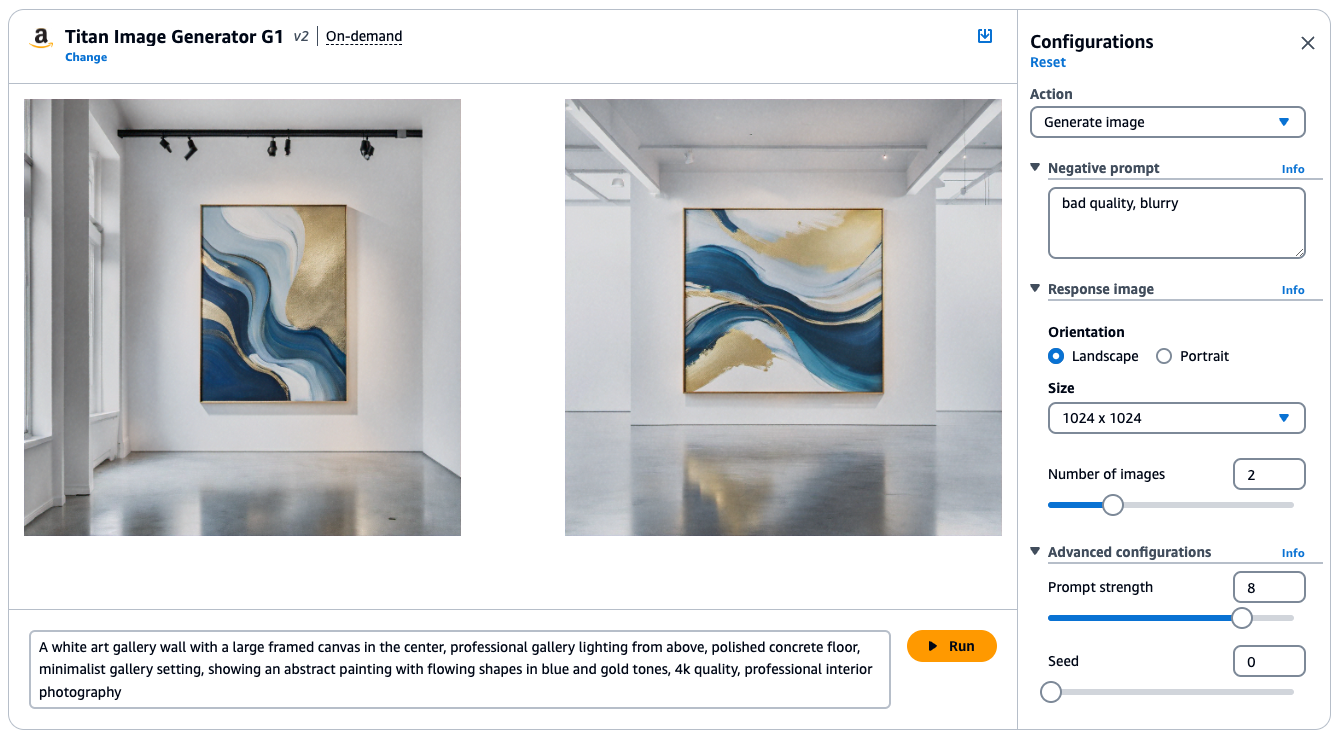 Titan Image Generator G1 v2 On-demand
Change
Configurations
Reset
Action
Generate image
Negative prompt Info
bad quality, blurry
Response image Info
Orientation
Landscape Portrait
Size
1024 x 1024
Number of images 2
Advanced configurations Info
Prompt strength 8
Seed 0
A white art gallery wall with a large framed canvas in the center, professional gallery lighting from above, polished concrete floor,
minimalist gallery setting, showing an abstract painting with flowing shapes in blue and gold tones, 4k quality, professional interior
photography
Run